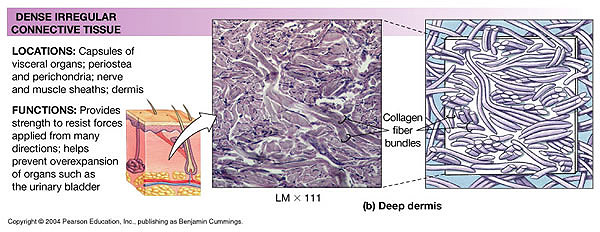 DENSE IRREGULAR
CONNECTIVE TISSUE
LOCATIONS: Capsules of
visceral organs; periostea
and perichondria; nerve
and muscle sheaths; dermis
FUNCTIONS: Provides
strength to resist forces
applied from many
directions; helps
prevent overexpansion
of organs such as
the urinary bladder
Collagen
fiber
bundles
LM × 111
(b) Deep dermis
Copyright © 2004 Pearson Education, Inc., publishing as Benjamin Cummings.